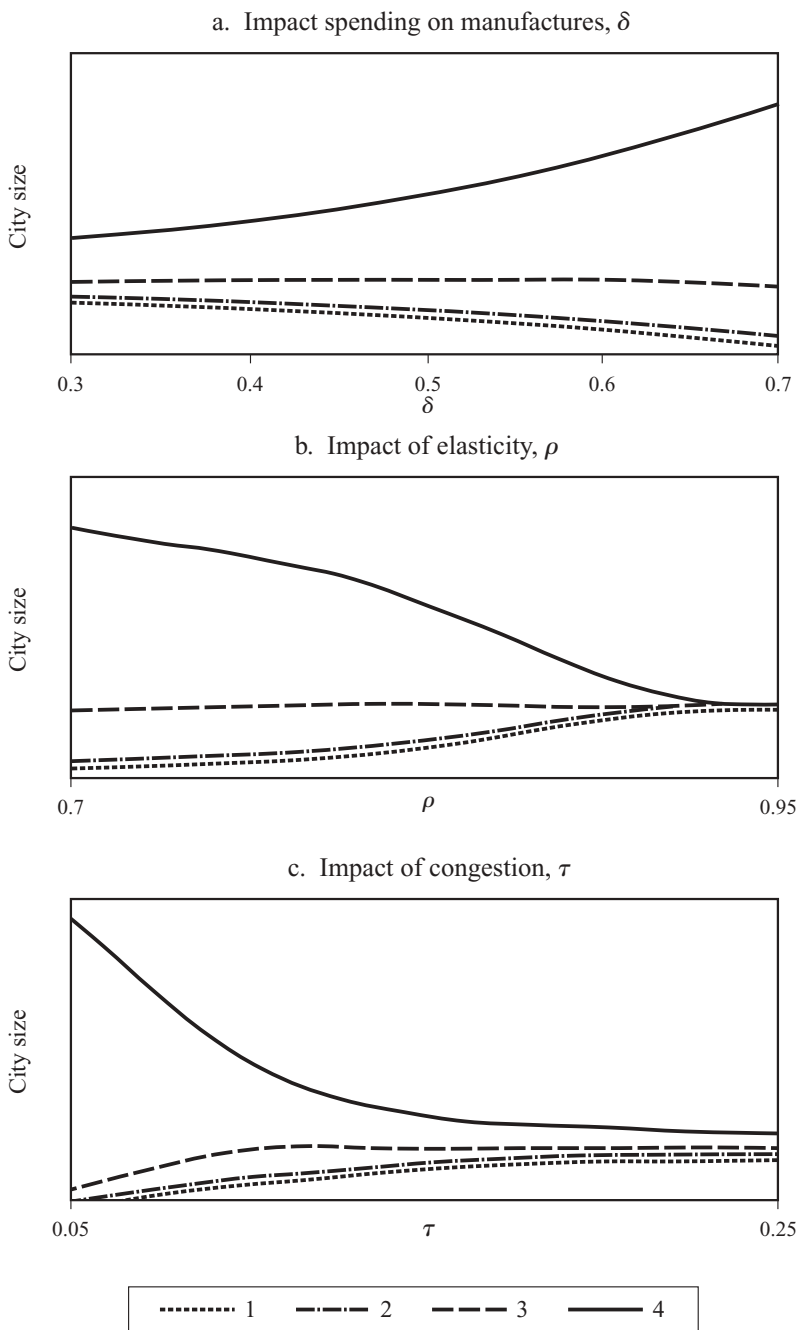 a. Impact spending on manufactures, δ
City size
0.3 0.4 0.5 0.6 0.7
δ
b. Impact of elasticity, ρ
City size
0.7 ρ 0.95
c. Impact of congestion, τ
City size
0.05 τ 0.25
1 2 3 4